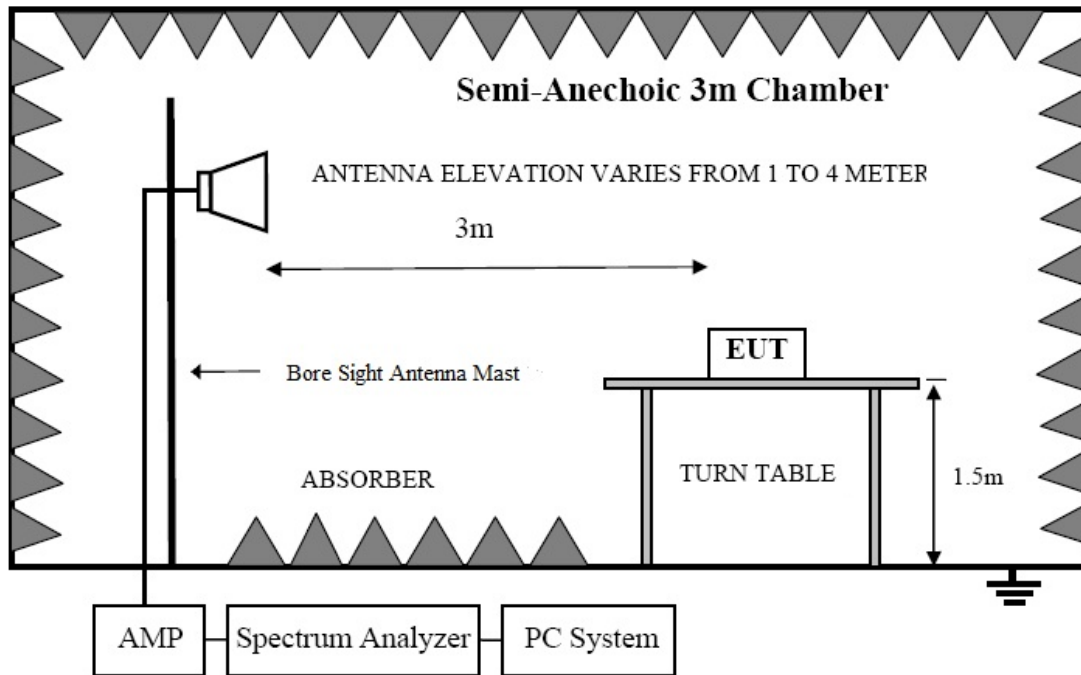 Semi-Anechoic 3m Chamber
ANTENNA ELEVATION VARIES FROM 1 TO 4 METER
3m
EUT
Bore Sight Antenna Mast
ABSORBER
TURN TABLE
1.5m
AMP
Spectrum Analyzer
PC System